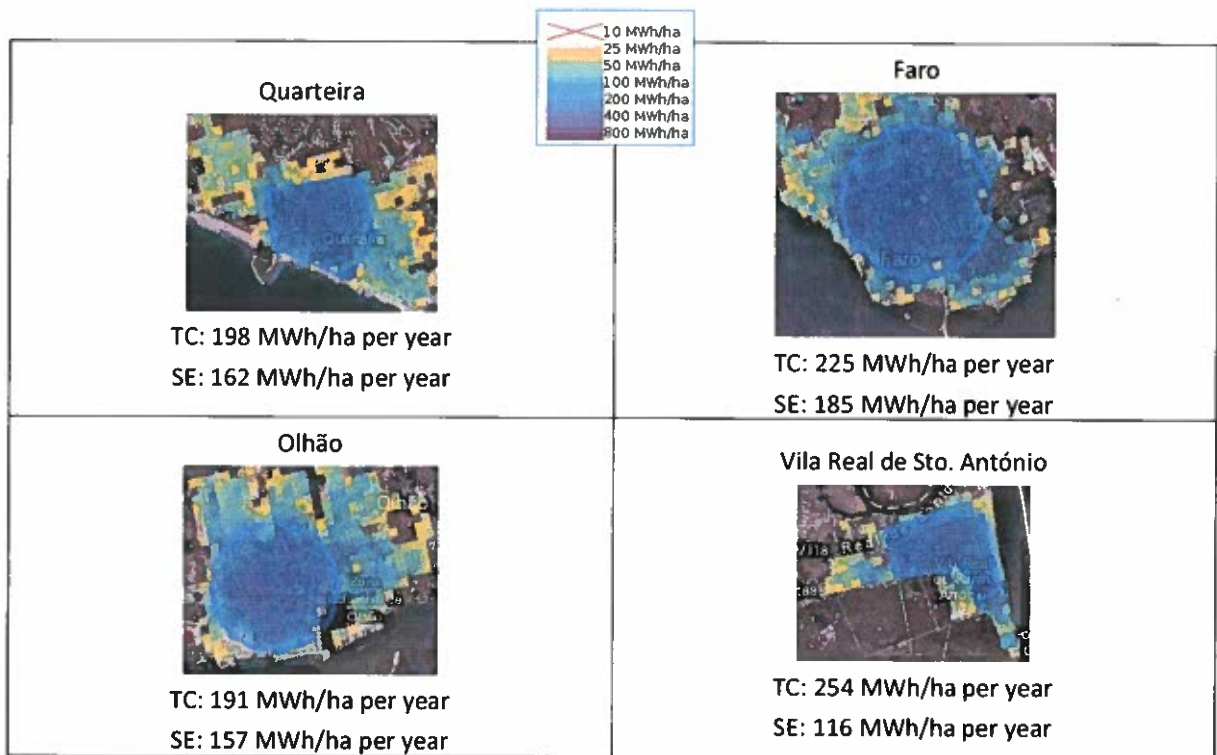 10 MWh/ha
25 MWh/ha
50 MWh/ha
100 MWh/ha
200 MWh/ha
400 MWh/ha
800 MWh/ha
Quarteira
TC: 198 MWh/ha per year
SE: 162 MWh/ha per year
Faro
Faro
TC: 225 MWh/ha per year
SE: 185 MWh/ha per year
Olhão
Olhão
TC: 191 MWh/ha per year
SE: 157 MWh/ha per year
Vila Real de Sto. António
Vila Real
TC: 254 MWh/ha per year
SE: 116 MWh/ha per year